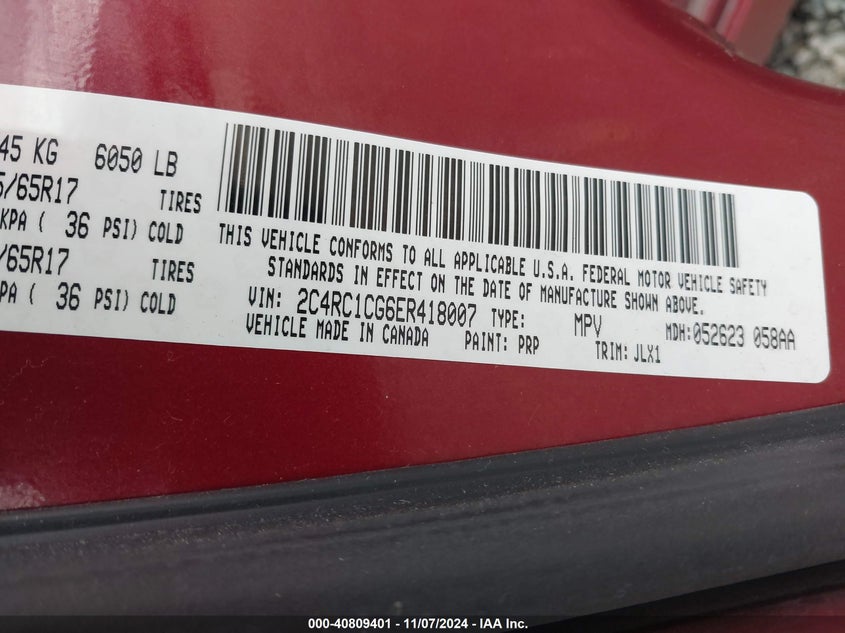 45 KG 6050 LB
5/65R17 TIRES
KPA ( 36 PSI) COLD
/65R17 TIRES
PA ( 36 PSI) COLD
THIS VEHICLE CONFORMS TO ALL APPLICABLE U.S.A. FEDERAL MOTOR VEHICLE SAFETY
STANDARDS IN EFFECT ON THE DATE OF MANUFACTURE SHOWN ABOVE.
VIN: 2C4RC1CG6ER418007 TYPE: MPV MDH:052623 058AA
VEHICLE MADE IN CANADA PAINT: PRP TRIM: JLX1
000-40809401 - 11/07/2024 - IAA Inc.